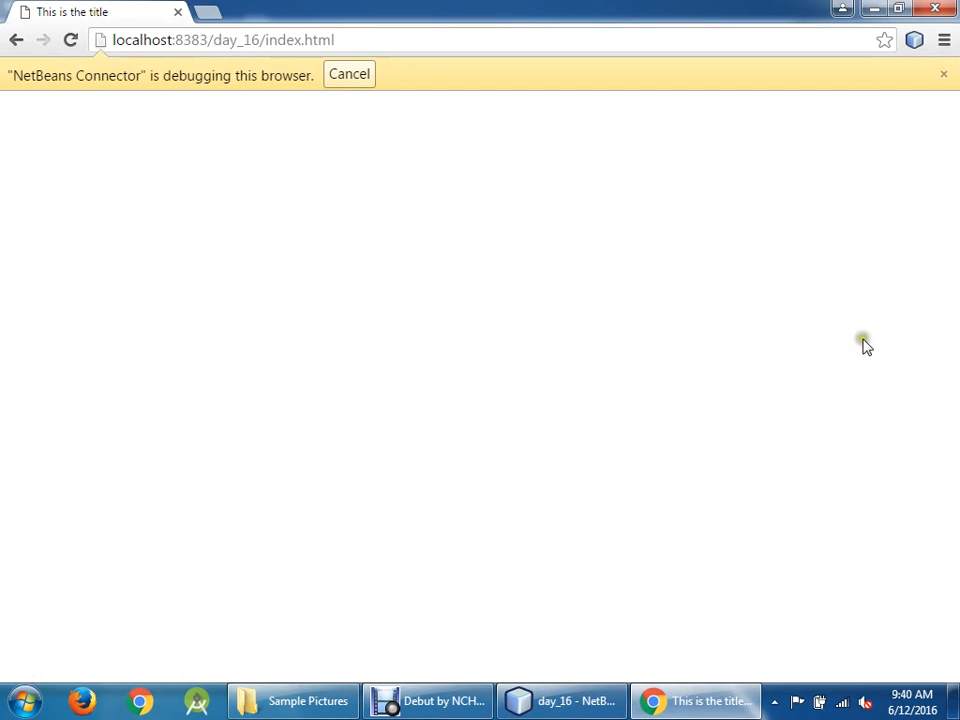 This is the title
localhost:8383/day_16/index.html
"NetBeans Connector" is debugging this browser. Cancel
Sample Pictures
Debut by NCH...
day_16 - NetB...
This is the title...
9:40 AM
6/12/2016